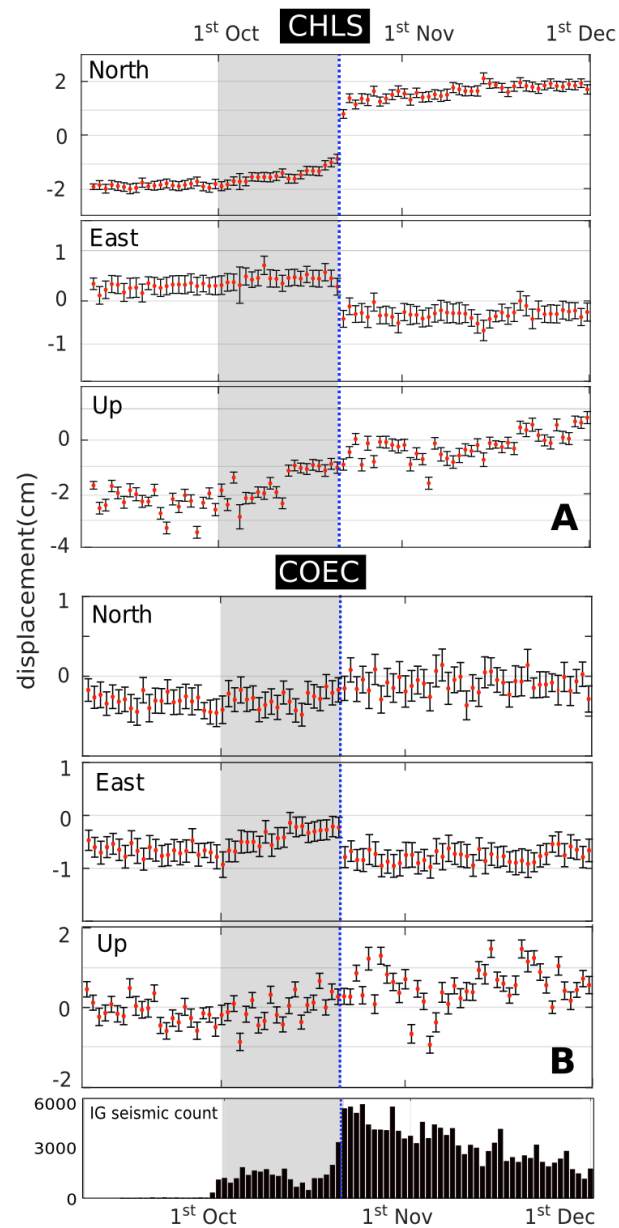 CHLS
1st Oct 1st Nov 1st Dec
North
2
0
-2
East
1
0
-1
Up
0
-2
-4
A
displacement(cm)
COEC
North
1
0
East
1
0
-1
Up
2
0
-2
B
IG seismic count
6000
3000
0
1st Oct 1st Nov 1st Dec